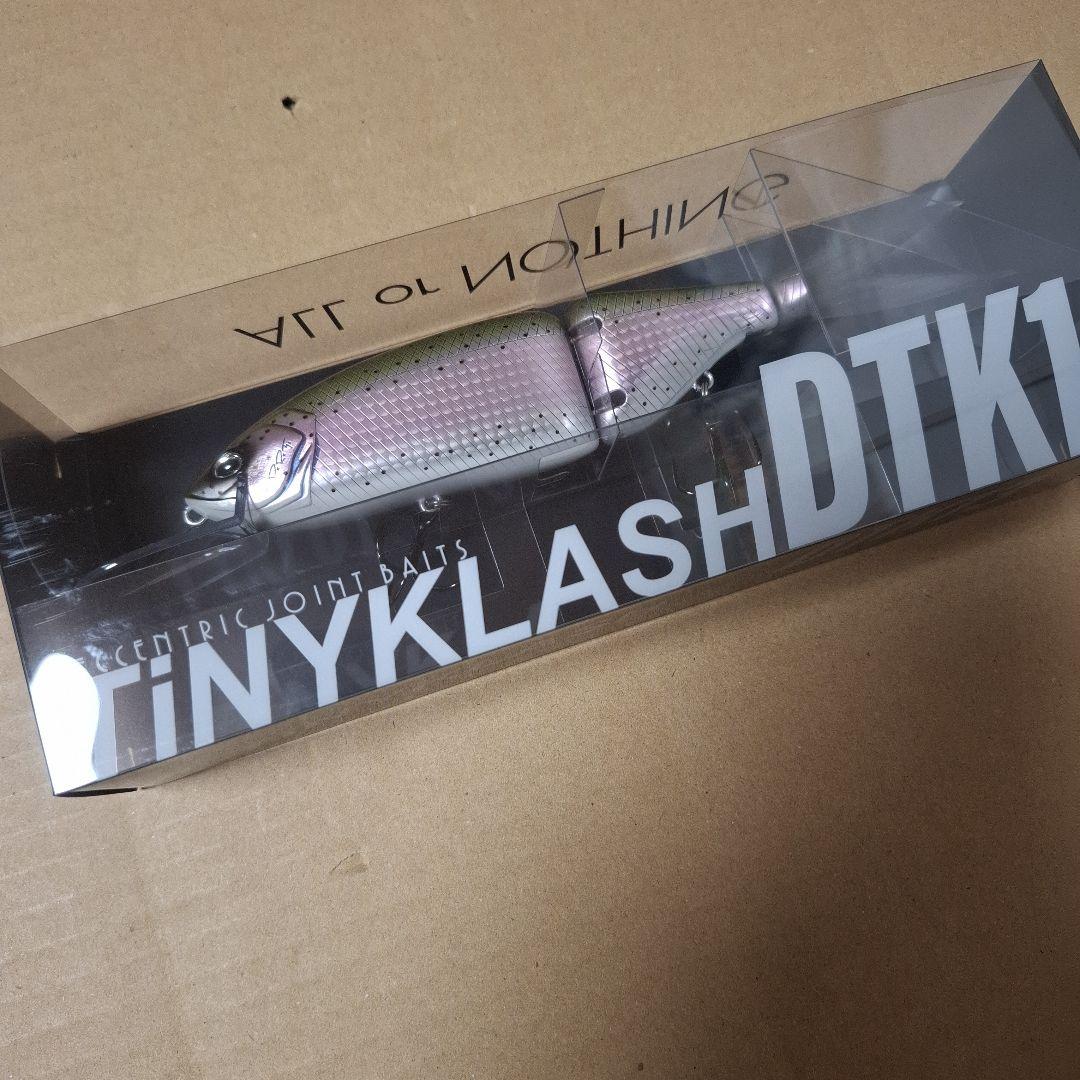 ALL or NOTHING
ECCENTRIC JOINT BAITS
TiNYKLASH DTK1